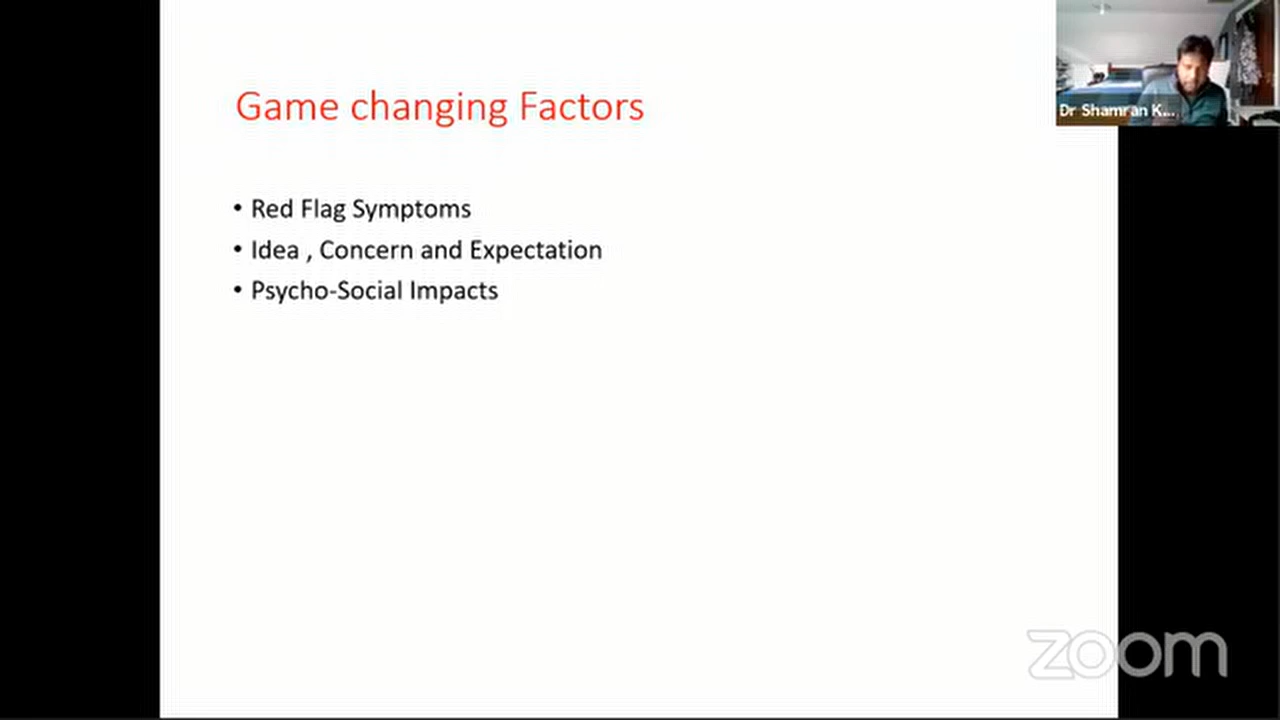 Game changing Factors
• Red Flag Symptoms
• Idea , Concern and Expectation
• Psycho-Social Impacts
Dr Shamran K...
zoom